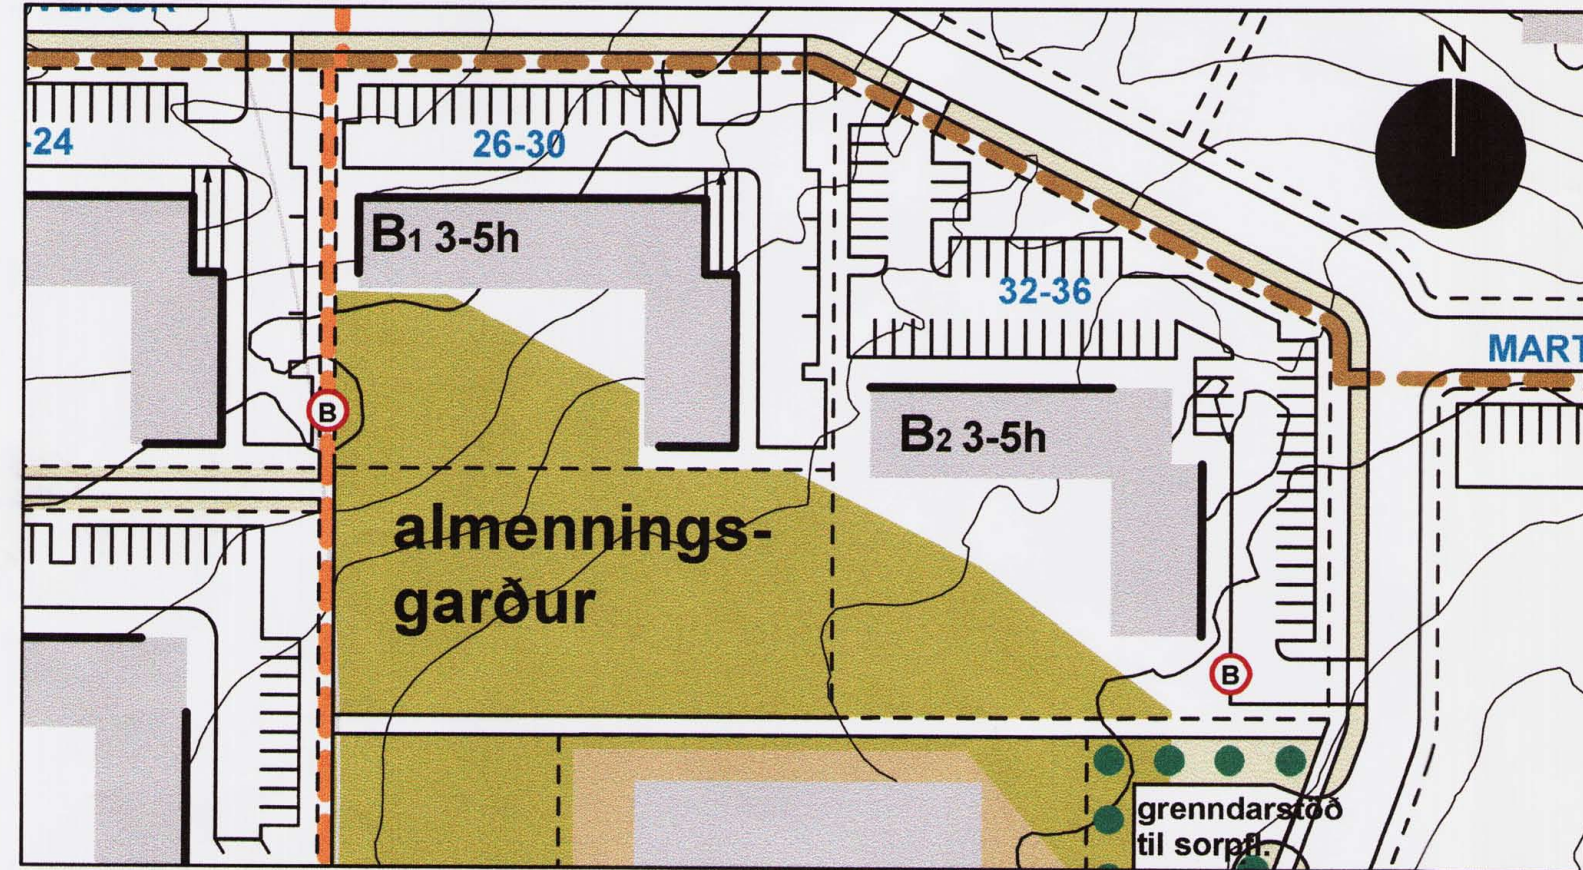 N
-24
26-30
B1 3-5h
32-36
MART
B
B2 3-5h
almennings-
garður
B
grenndarstöð
til sorpfl.